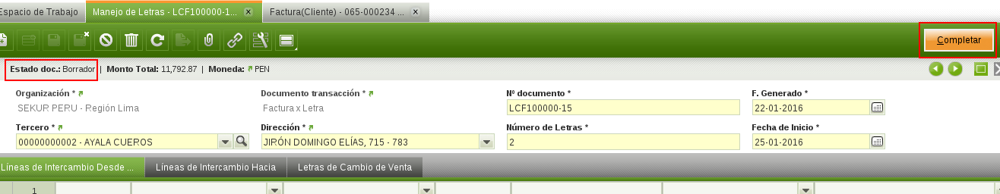 Espacio de Trabajo Manejo de Letras - LCF100000-1... Factura(Cliente) - 065-000234 ...
Completar
Estado doc.: Borrador | Monto Total: 11,792.87 | Moneda: PEN
Organización * Documento transacción * Nº documento * F. Generado *
SEKUR PERU - Región Lima Factura x Letra LCF100000-15 22-01-2016
Tercero * Dirección * Número de Letras * Fecha de Inicio *
00000000002 - AYALA CUEROS JIRÓN DOMINGO ELÍAS, 715 - 783 2 25-01-2016
Líneas de Intercambio Desde ... Líneas de Intercambio Hacia Letras de Cambio de Venta
1